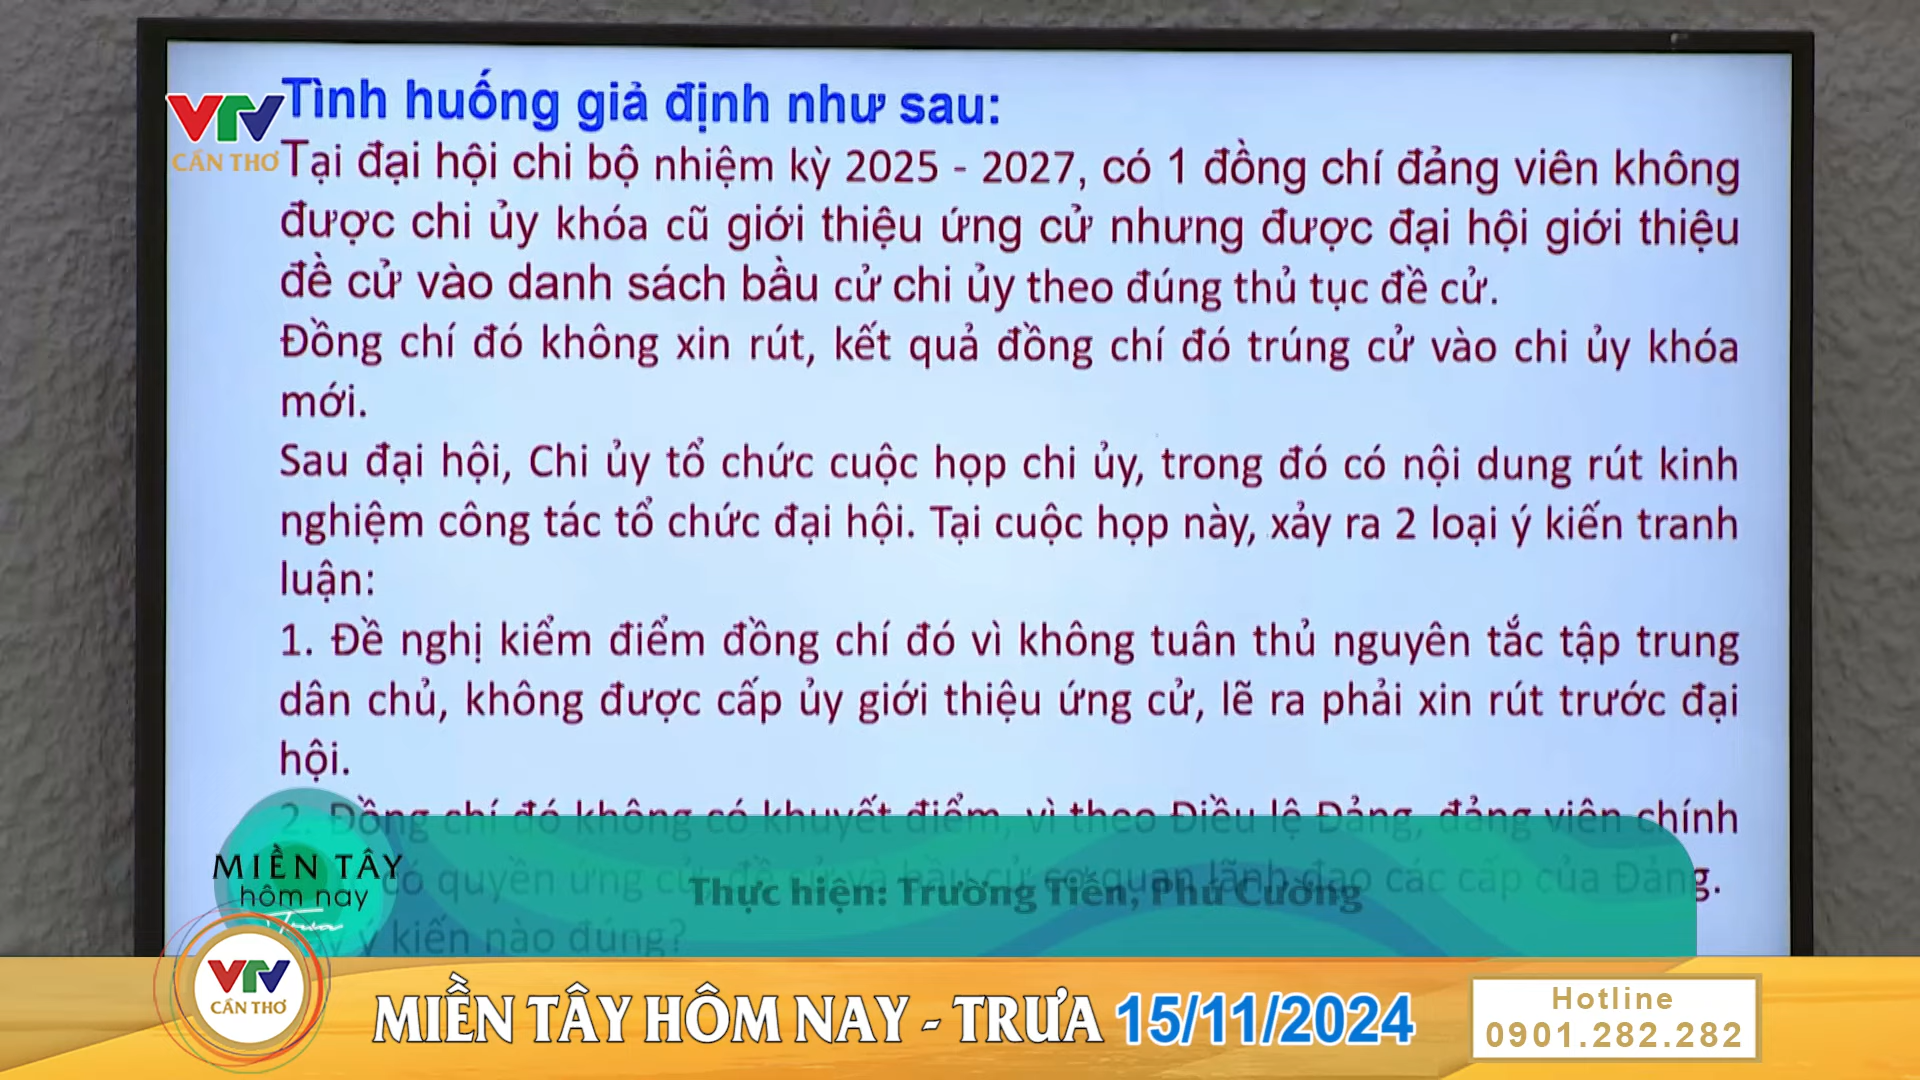 Tình huống giả định như sau:
VTV
CẦN THƠ
Tại đại hội chi bộ nhiệm kỳ 2025 - 2027, có 1 đồng chí đảng viên không
được chi ủy khóa cũ giới thiệu ứng cử nhưng được đại hội giới thiệu
đề cử vào danh sách bầu cử chi ủy theo đúng thủ tục đề cử.
Đồng chí đó không xin rút, kết quả đồng chí đó trúng cử vào chi ủy khóa
mới.
Sau đại hội, Chi ủy tổ chức cuộc họp chi ủy, trong đó có nội dung rút kinh
nghiệm công tác tổ chức đại hội. Tại cuộc họp này, xảy ra 2 loại ý kiến tranh
luận:
1. Đề nghị kiểm điểm đồng chí đó vì không tuân thủ nguyên tắc tập trung
dân chủ, không được cấp ủy giới thiệu ứng cử, lẽ ra phải xin rút trước đại
hội.
2. Đồng chí đó không có khuyết điểm, vì theo Điều lệ Đảng, đảng viên chính
có quyền ứng cử, đề cử và bầu cử cơ quan lãnh đạo các cấp của Đảng.
ý kiến nào đúng?
MIỀN TÂY
hôm nay
Trưa
Thực hiện: Trường Tiến, Phú Cường
VTV
CẦN THƠ
MIỀN TÂY HÔM NAY - TRƯA 15/11/2024
Hotline
0901.282.282